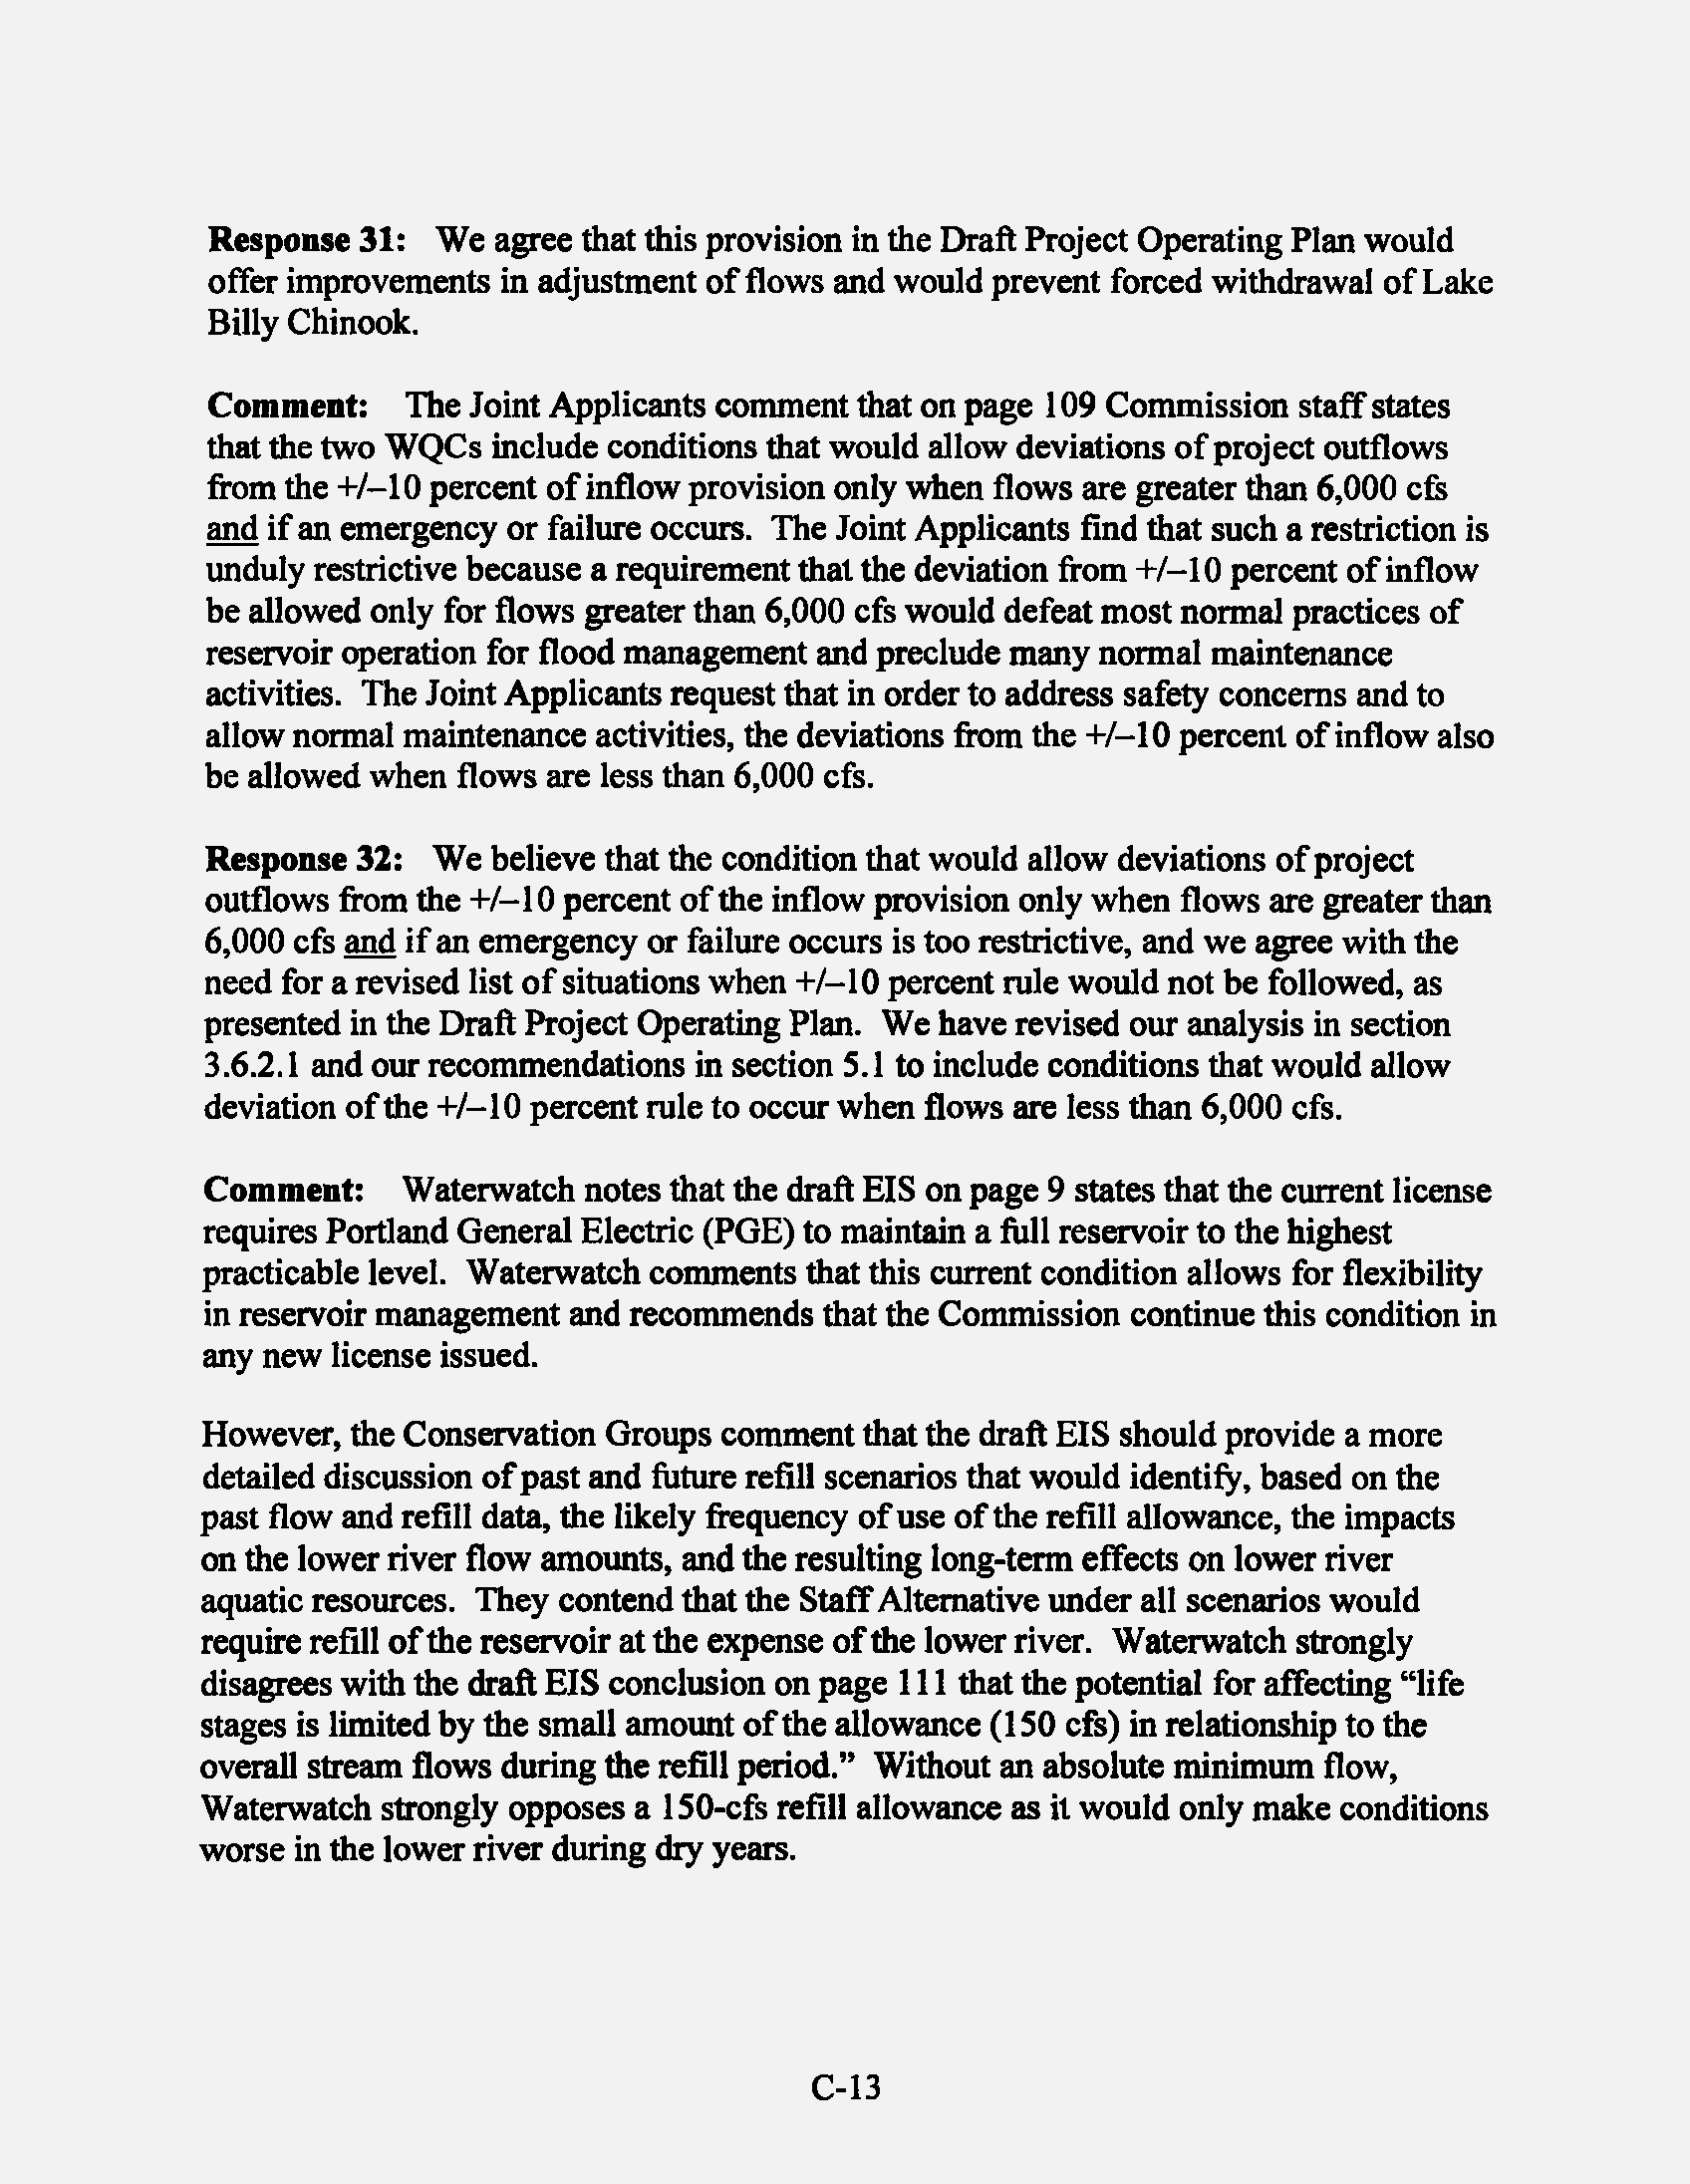 Response 31: We agree that this provision in the Draft Project Operating Plan would
offer improvements in adjustment of flows and would prevent forced withdrawal of Lake
Billy Chinook.
Comment: The Joint Applicants comment that on page 109 Commission staff states
that the two WQCs include conditions that would allow deviations of project outflows
from the +/–10 percent of inflow provision only when flows are greater than 6,000 cfs
and if an emergency or failure occurs. The Joint Applicants find that such a restriction is
unduly restrictive because a requirement that the deviation from +/–10 percent of inflow
be allowed only for flows greater than 6,000 cfs would defeat most normal practices of
reservoir operation for flood management and preclude many normal maintenance
activities. The Joint Applicants request that in order to address safety concerns and to
allow normal maintenance activities, the deviations from the +/–10 percent of inflow also
be allowed when flows are less than 6,000 cfs.
Response 32: We believe that the condition that would allow deviations of project
outflows from the +/–10 percent of the inflow provision only when flows are greater than
6,000 cfs and if an emergency or failure occurs is too restrictive, and we agree with the
need for a revised list of situations when +/–10 percent rule would not be followed, as
presented in the Draft Project Operating Plan. We have revised our analysis in section
3.6.2.1 and our recommendations in section 5.1 to include conditions that would allow
deviation of the +/–10 percent rule to occur when flows are less than 6,000 cfs.
Comment: Waterwatch notes that the draft EIS on page 9 states that the current license
requires Portland General Electric (PGE) to maintain a full reservoir to the highest
practicable level. Waterwatch comments that this current condition allows for flexibility
in reservoir management and recommends that the Commission continue this condition in
any new license issued.
However, the Conservation Groups comment that the draft EIS should provide a more
detailed discussion of past and future refill scenarios that would identify, based on the
past flow and refill data, the likely frequency of use of the refill allowance, the impacts
on the lower river flow amounts, and the resulting long-term effects on lower river
aquatic resources. They contend that the Staff Alternative under all scenarios would
require refill of the reservoir at the expense of the lower river. Waterwatch strongly
disagrees with the draft EIS conclusion on page 111 that the potential for affecting “life
stages is limited by the small amount of the allowance (150 cfs) in relationship to the
overall stream flows during the refill period.” Without an absolute minimum flow,
Waterwatch strongly opposes a 150-cfs refill allowance as it would only make conditions
worse in the lower river during dry years.
C-13